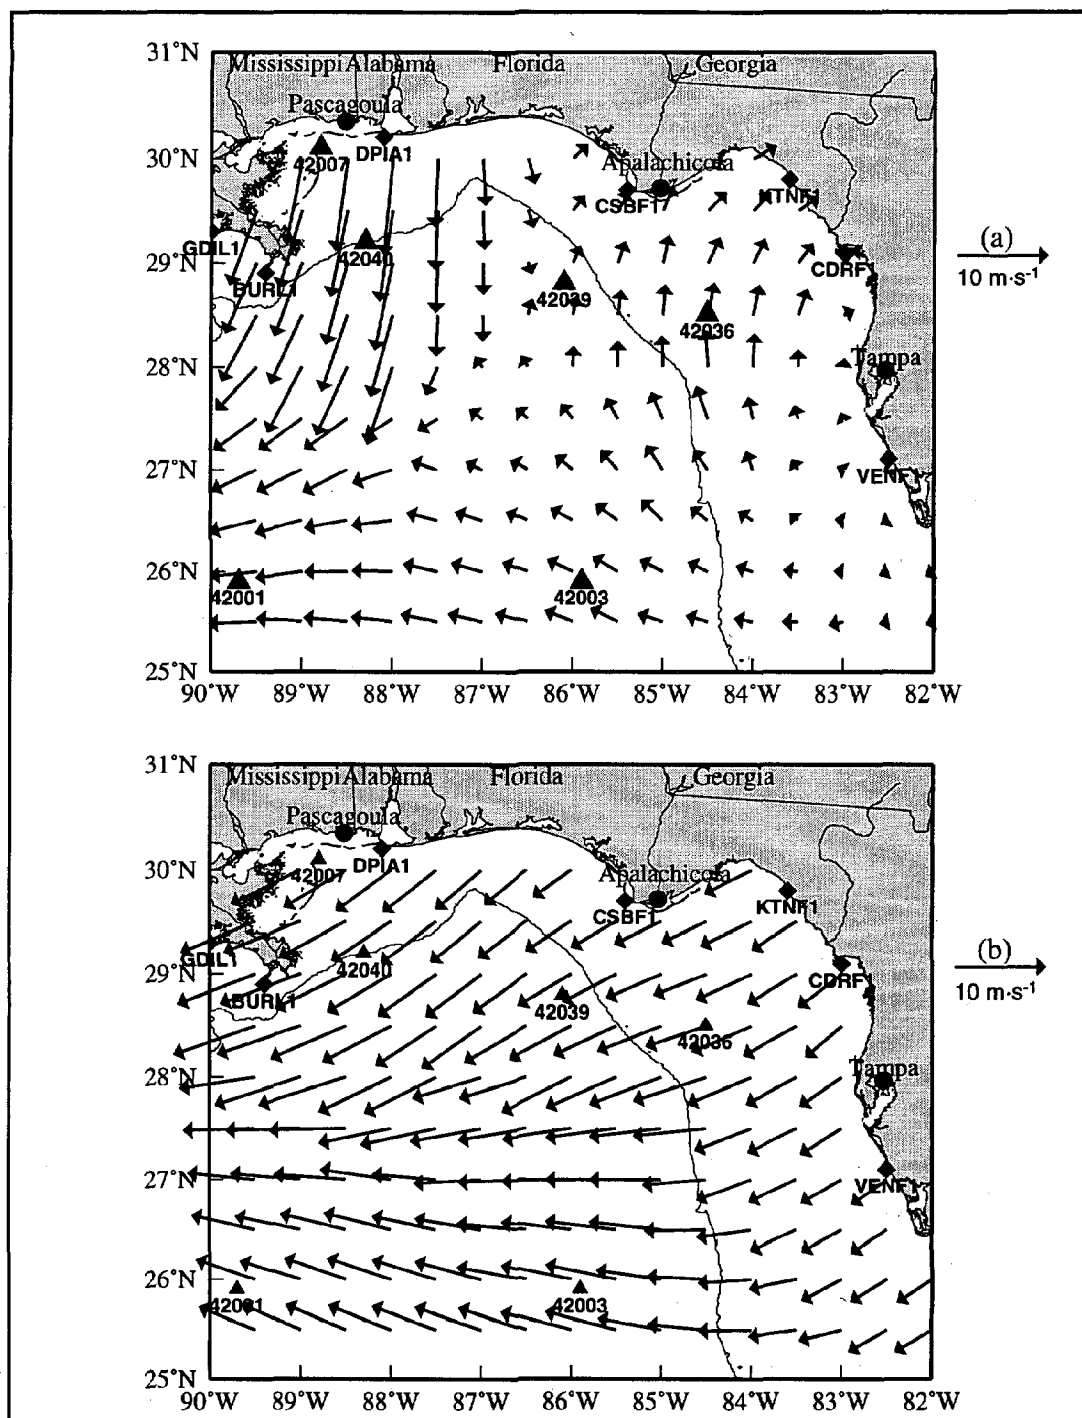 31°N
Mississippi Alabama Florida Georgia
Pascagoula
DPIA1
30°N
42007
Apalachicola
CSBF1
KTNF1
GDIL1
42040
29°N
BURL1
CDRF1
42039
42036
28°N
Tampa
27°N
VENF1
26°N
42001
42003
25°N
90°W 89°W 88°W 87°W 86°W 85°W 84°W 83°W 82°W
(a)
10 m·s-1
31°N
Mississippi Alabama Florida Georgia
Pascagoula
DPIA1
30°N
42007
Apalachicola
CSBF1
KTNF1
GDIL1
42040
29°N
BURL1
CDRF1
42039
42036
28°N
Tampa
27°N
VENF1
26°N
42001
42003
25°N
90°W 89°W 88°W 87°W 86°W 85°W 84°W 83°W 82°W
(b)
10 m·s-1